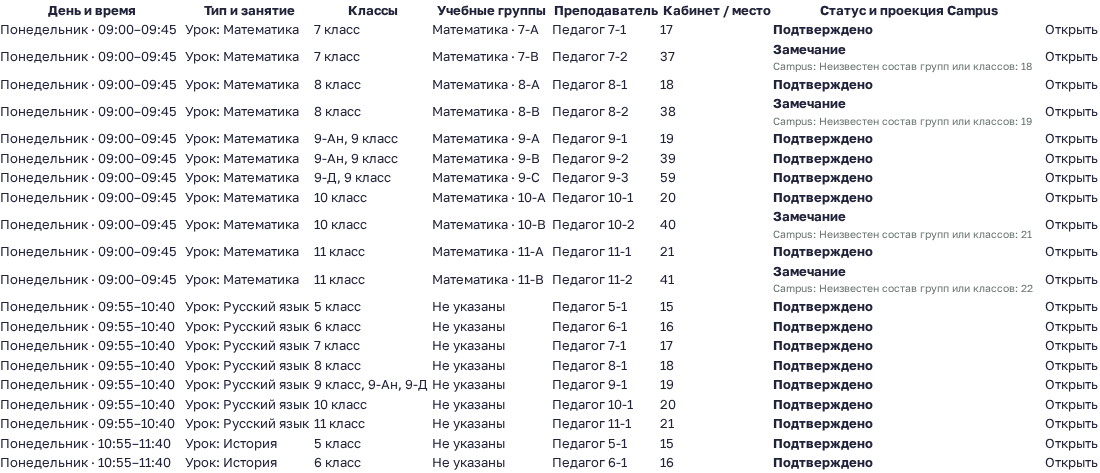 День и время Тип и занятие Классы Учебные группы Преподаватель Кабинет / место Статус и проекция Campus
Понедельник · 09:00–09:45 Урок: Математика 7 класс Математика · 7-А Педагог 7-1 17 Подтверждено Открыть
Понедельник · 09:00–09:45 Урок: Математика 7 класс Математика · 7-В Педагог 7-2 37 Замечание Открыть
Campus: Неизвестен состав групп или классов: 18
Понедельник · 09:00–09:45 Урок: Математика 8 класс Математика · 8-А Педагог 8-1 18 Подтверждено Открыть
Понедельник · 09:00–09:45 Урок: Математика 8 класс Математика · 8-В Педагог 8-2 38 Замечание Открыть
Campus: Неизвестен состав групп или классов: 19
Понедельник · 09:00–09:45 Урок: Математика 9-Ан, 9 класс Математика · 9-А Педагог 9-1 19 Подтверждено Открыть
Понедельник · 09:00–09:45 Урок: Математика 9-Ан, 9 класс Математика · 9-В Педагог 9-2 39 Подтверждено Открыть
Понедельник · 09:00–09:45 Урок: Математика 9-Д, 9 класс Математика · 9-С Педагог 9-3 59 Подтверждено Открыть
Понедельник · 09:00–09:45 Урок: Математика 10 класс Математика · 10-А Педагог 10-1 20 Подтверждено Открыть
Понедельник · 09:00–09:45 Урок: Математика 10 класс Математика · 10-В Педагог 10-2 40 Замечание Открыть
Campus: Неизвестен состав групп или классов: 21
Понедельник · 09:00–09:45 Урок: Математика 11 класс Математика · 11-А Педагог 11-1 21 Подтверждено Открыть
Понедельник · 09:00–09:45 Урок: Математика 11 класс Математика · 11-В Педагог 11-2 41 Замечание Открыть
Campus: Неизвестен состав групп или классов: 22
Понедельник · 09:55–10:40 Урок: Русский язык 5 класс Не указаны Педагог 5-1 15 Подтверждено Открыть
Понедельник · 09:55–10:40 Урок: Русский язык 6 класс Не указаны Педагог 6-1 16 Подтверждено Открыть
Понедельник · 09:55–10:40 Урок: Русский язык 7 класс Не указаны Педагог 7-1 17 Подтверждено Открыть
Понедельник · 09:55–10:40 Урок: Русский язык 8 класс Не указаны Педагог 8-1 18 Подтверждено Открыть
Понедельник · 09:55–10:40 Урок: Русский язык 9 класс, 9-Ан, 9-Д Не указаны Педагог 9-1 19 Подтверждено Открыть
Понедельник · 09:55–10:40 Урок: Русский язык 10 класс Не указаны Педагог 10-1 20 Подтверждено Открыть
Понедельник · 09:55–10:40 Урок: Русский язык 11 класс Не указаны Педагог 11-1 21 Подтверждено Открыть
Понедельник · 10:55–11:40 Урок: История 5 класс Не указаны Педагог 5-1 15 Подтверждено Открыть
Понедельник · 10:55–11:40 Урок: История 6 класс Не указаны Педагог 6-1 16 Подтверждено Открыть